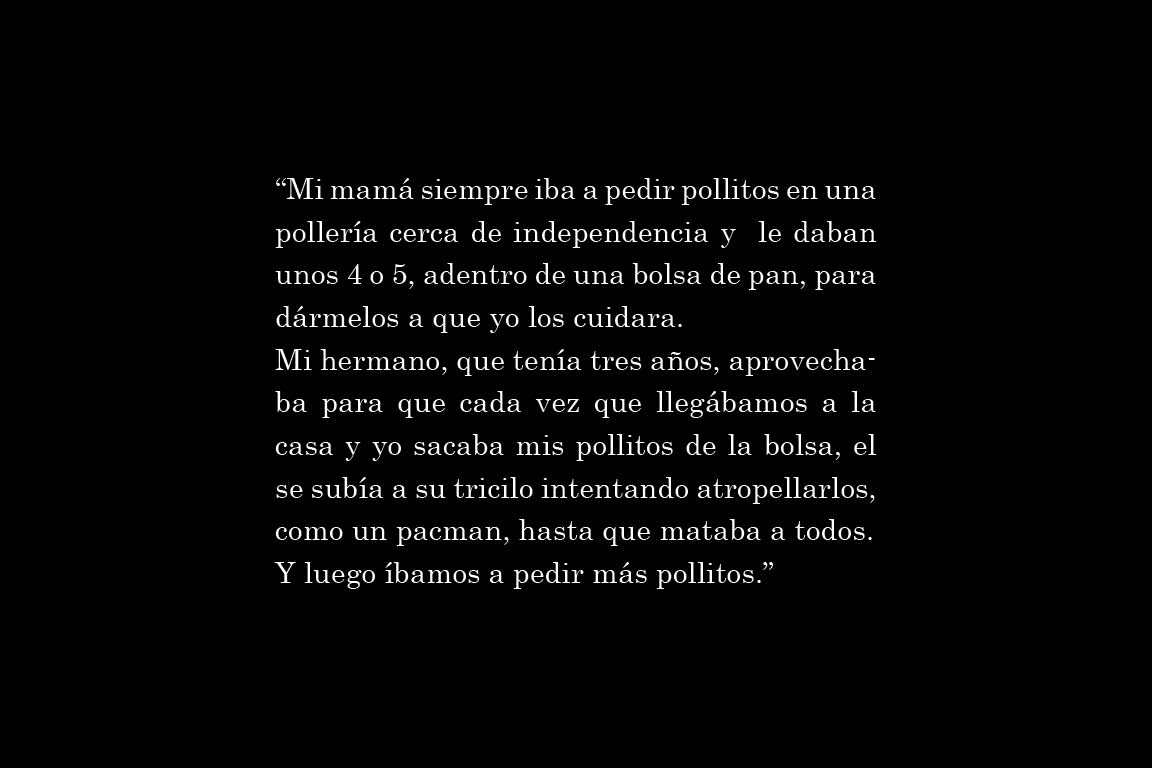 “Mi mamá siempre iba a pedir pollitos en una
pollería cerca de independencia y  le daban
unos 4 o 5, adentro de una bolsa de pan, para
dármelos a que yo los cuidara.
Mi hermano, que tenía tres años, aprovecha-
ba para que cada vez que llegábamos a la
casa y yo sacaba mis pollitos de la bolsa, el
se subía a su tricilo intentando atropellarlos,
como un pacman, hasta que mataba a todos.
Y luego íbamos a pedir más pollitos.”